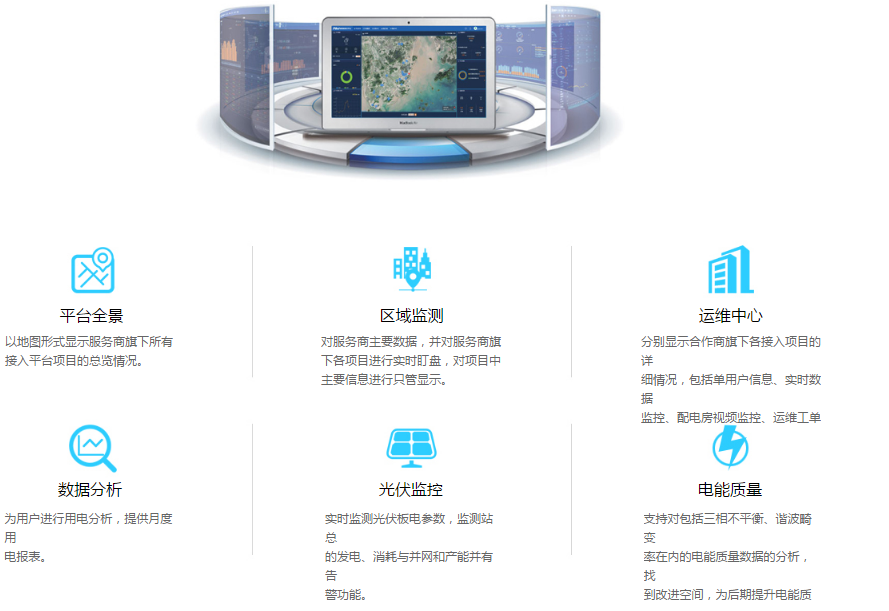 平台全景
以地图形式显示服务商旗下所有
接入平台项目的总览情况。
区域监测
对服务商主要数据，并对服务商旗
下各项目进行实时盯盘，对项目中
主要信息进行只管显示。
运维中心
分别显示合作商旗下各接入项目的
详
细情况，包括单用户信息、实时数
据
监控、配电房视频监控、运维工单
数据分析
为用户进行用电分析，提供月度
用
电报表。
光伏监控
实时监测光伏板电参数，监测站
总
的发电、消耗与并网和产能并有
告
警功能。
电能质量
支持对包括三相不平衡、谐波畸
变
率在内的电能质量数据的分析，
找
到改进空间，为后期提升电能质